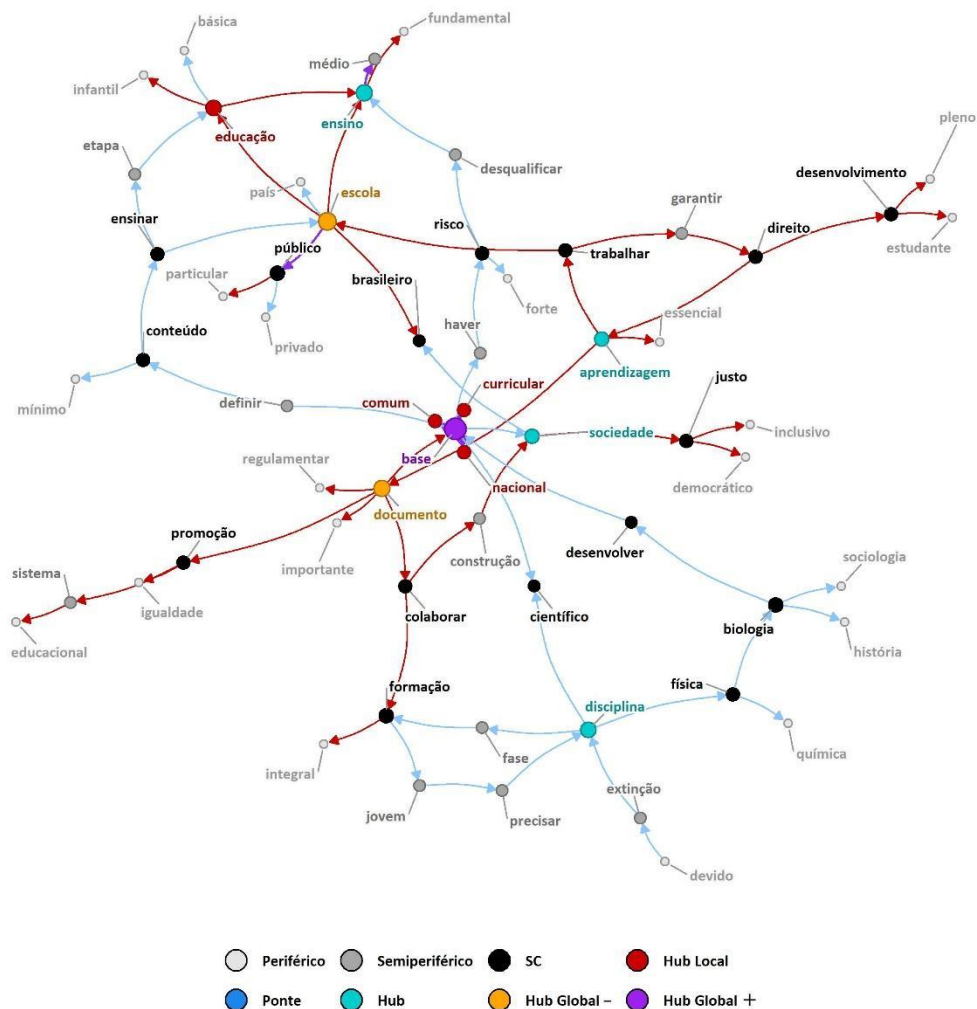 fundamental
básica
médio
infantil
ensino
educação
pleno
etapa
desqualificar
desenvolvimento
país
escola
garantir
ensinar
risco
direito
público
trabalhar
estudante
particular
brasileiro
forte
essencial
conteúdo
privado
haver
aprendizagem
justo
mínimo
definir
comum
curricular
sociedade
inclusivo
base
regulamentar
nacional
democrático
documento
promoção
importante
construção
desenvolver
sistema
sociologia
igualdade
colaborar
científico
educacional
biologia
história
formação
física
disciplina
integral
fase
química
extinção
jovem
precisar
devido
Periférico Semiperiférico SC Hub Local
Ponte Hub Hub Global – Hub Global +